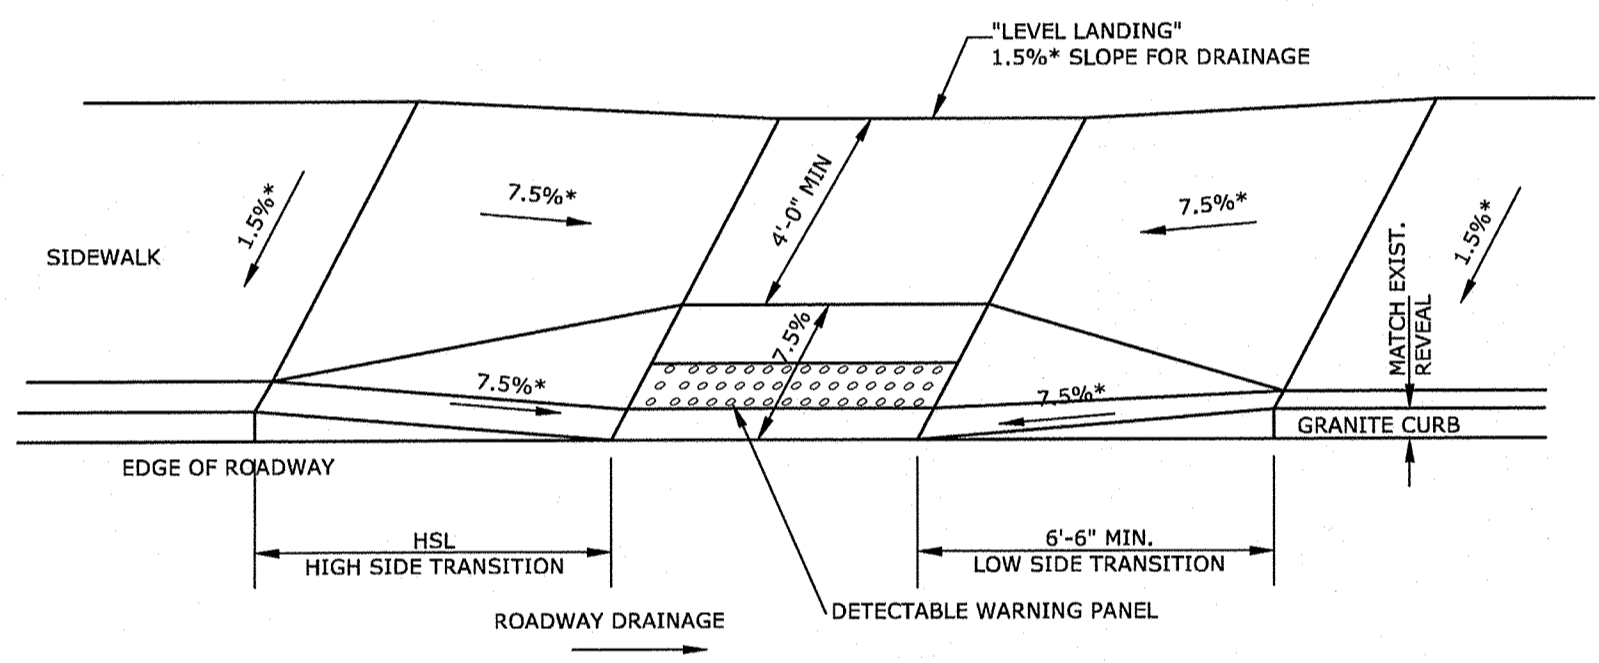 "LEVEL LANDING"
1.5%* SLOPE FOR DRAINAGE
1.5%*
7.5%*
4'-0" MIN
7.5%*
1.5%*
SIDEWALK
MATCH EXIST.
REVEAL
7.5%
7.5%*
7.5%*
GRANITE CURB
EDGE OF ROADWAY
HSL
HIGH SIDE TRANSITION
6'-6" MIN.
LOW SIDE TRANSITION
DETECTABLE WARNING PANEL
ROADWAY DRAINAGE